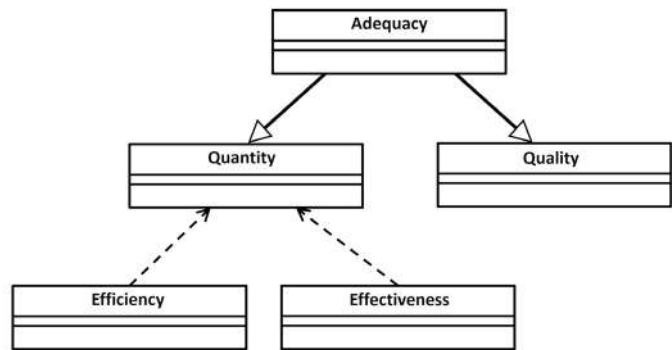 Adequacy
Quantity
Quality
Efficiency
Effectiveness